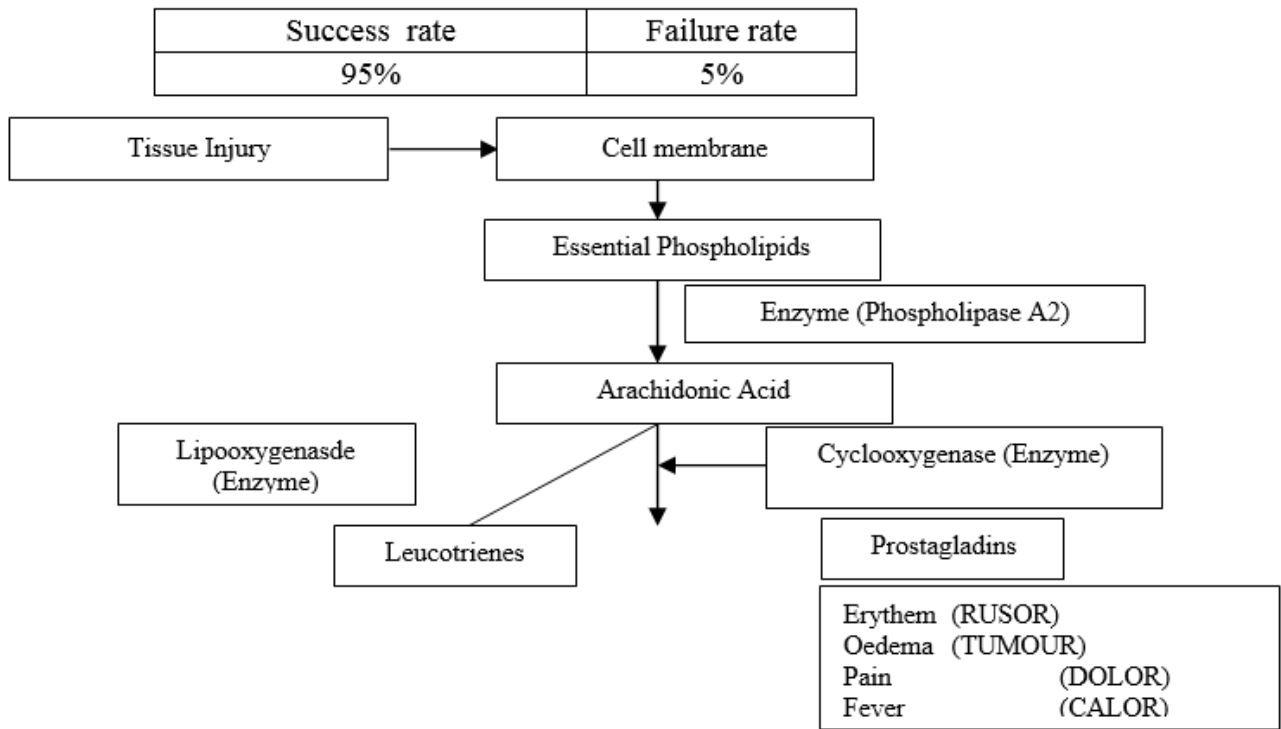 Success rate Failure rate
95% 5%
Tissue Injury
Cell membrane
Essential Phospholipids
Enzyme (Phospholipase A2)
Arachidonic Acid
Lipooxygenasde
(Enzyme)
Cyclooxygenase (Enzyme)
Leucotrienes
Prostagladins
Erythem (RUSOR)
Oedema (TUMOUR)
Pain (DOLOR)
Fever (CALOR)